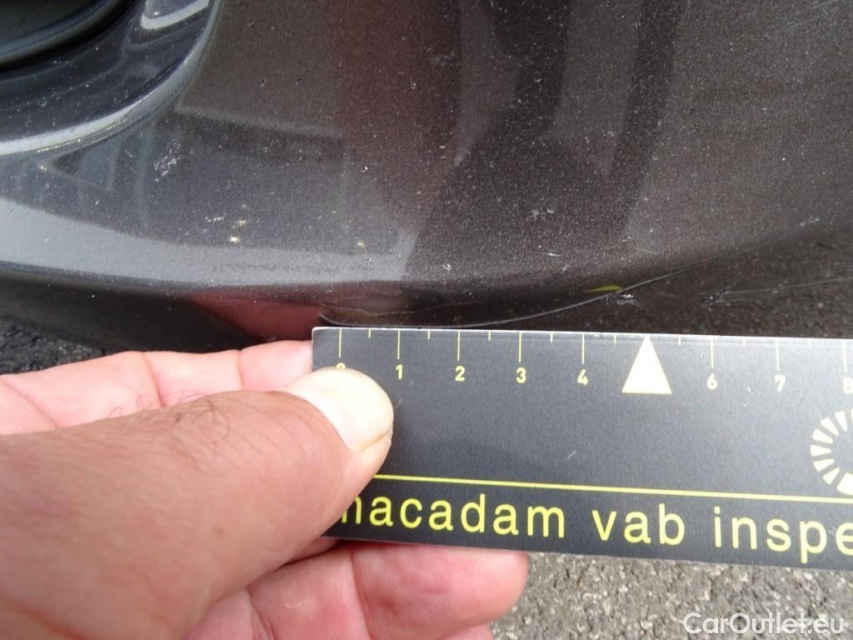 1 2 3 4 6 7 8
macadam vab inspe
CarOutlet.eu